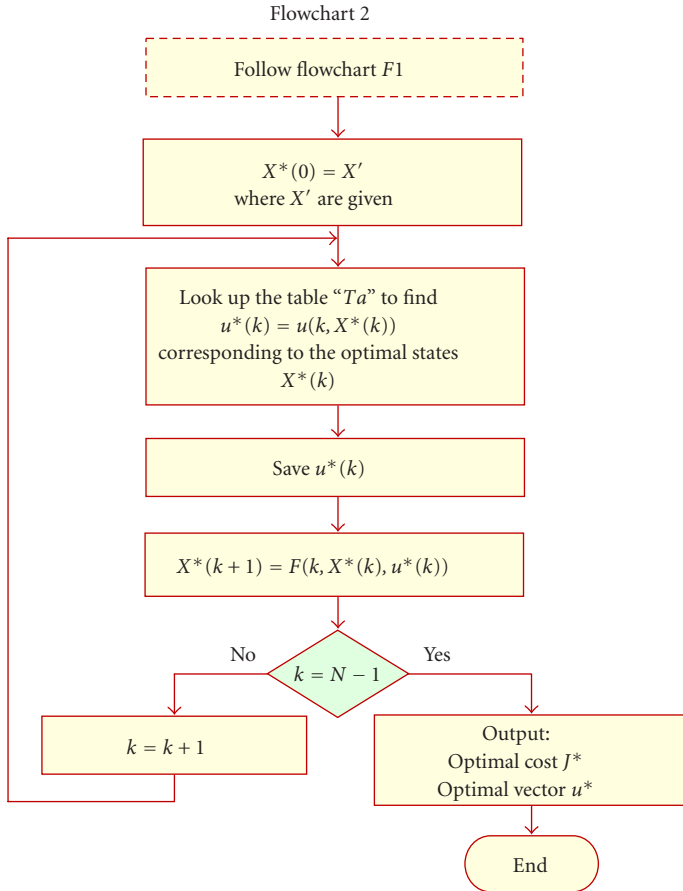 Flowchart 2
Follow flowchart F1
X*(0) = X′
where X′ are given
Look up the table “Ta” to find
u*(k) = u(k, X*(k))
corresponding to the optimal states
X*(k)
Save u*(k)
X*(k + 1) = F(k, X*(k), u*(k))
No
Yes
k = N − 1
k = k + 1
Output:
Optimal cost J*
Optimal vector u*
End